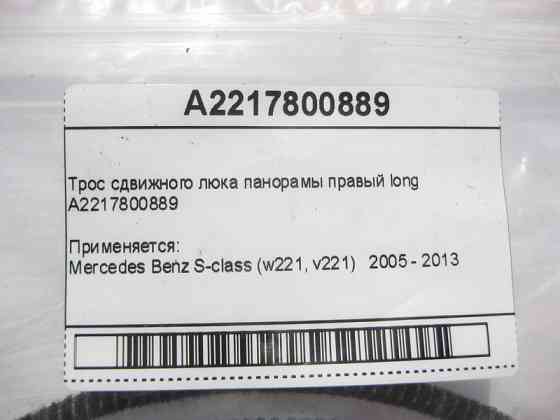 A2217800889
Трос сдвижного люка панорамы правый long
A2217800889
Применяется:
Mercedes Benz S-class (w221, v221) 2005 - 2013